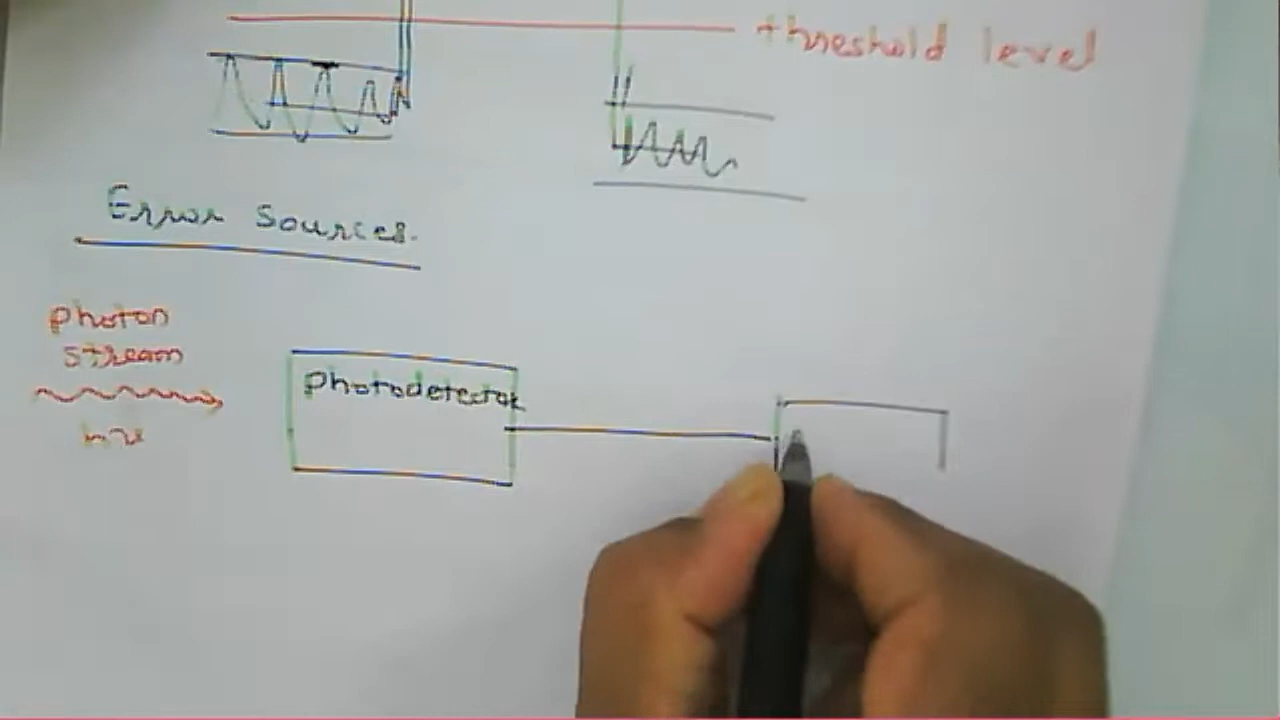 threshold level
Error Sources.
Photon
stream
hν
Photodetector